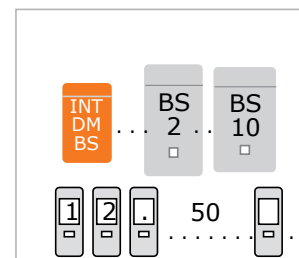 INT
DM
BS
. . . BS
2 . . BS
10
1 2 . 50
. . . . . . . .